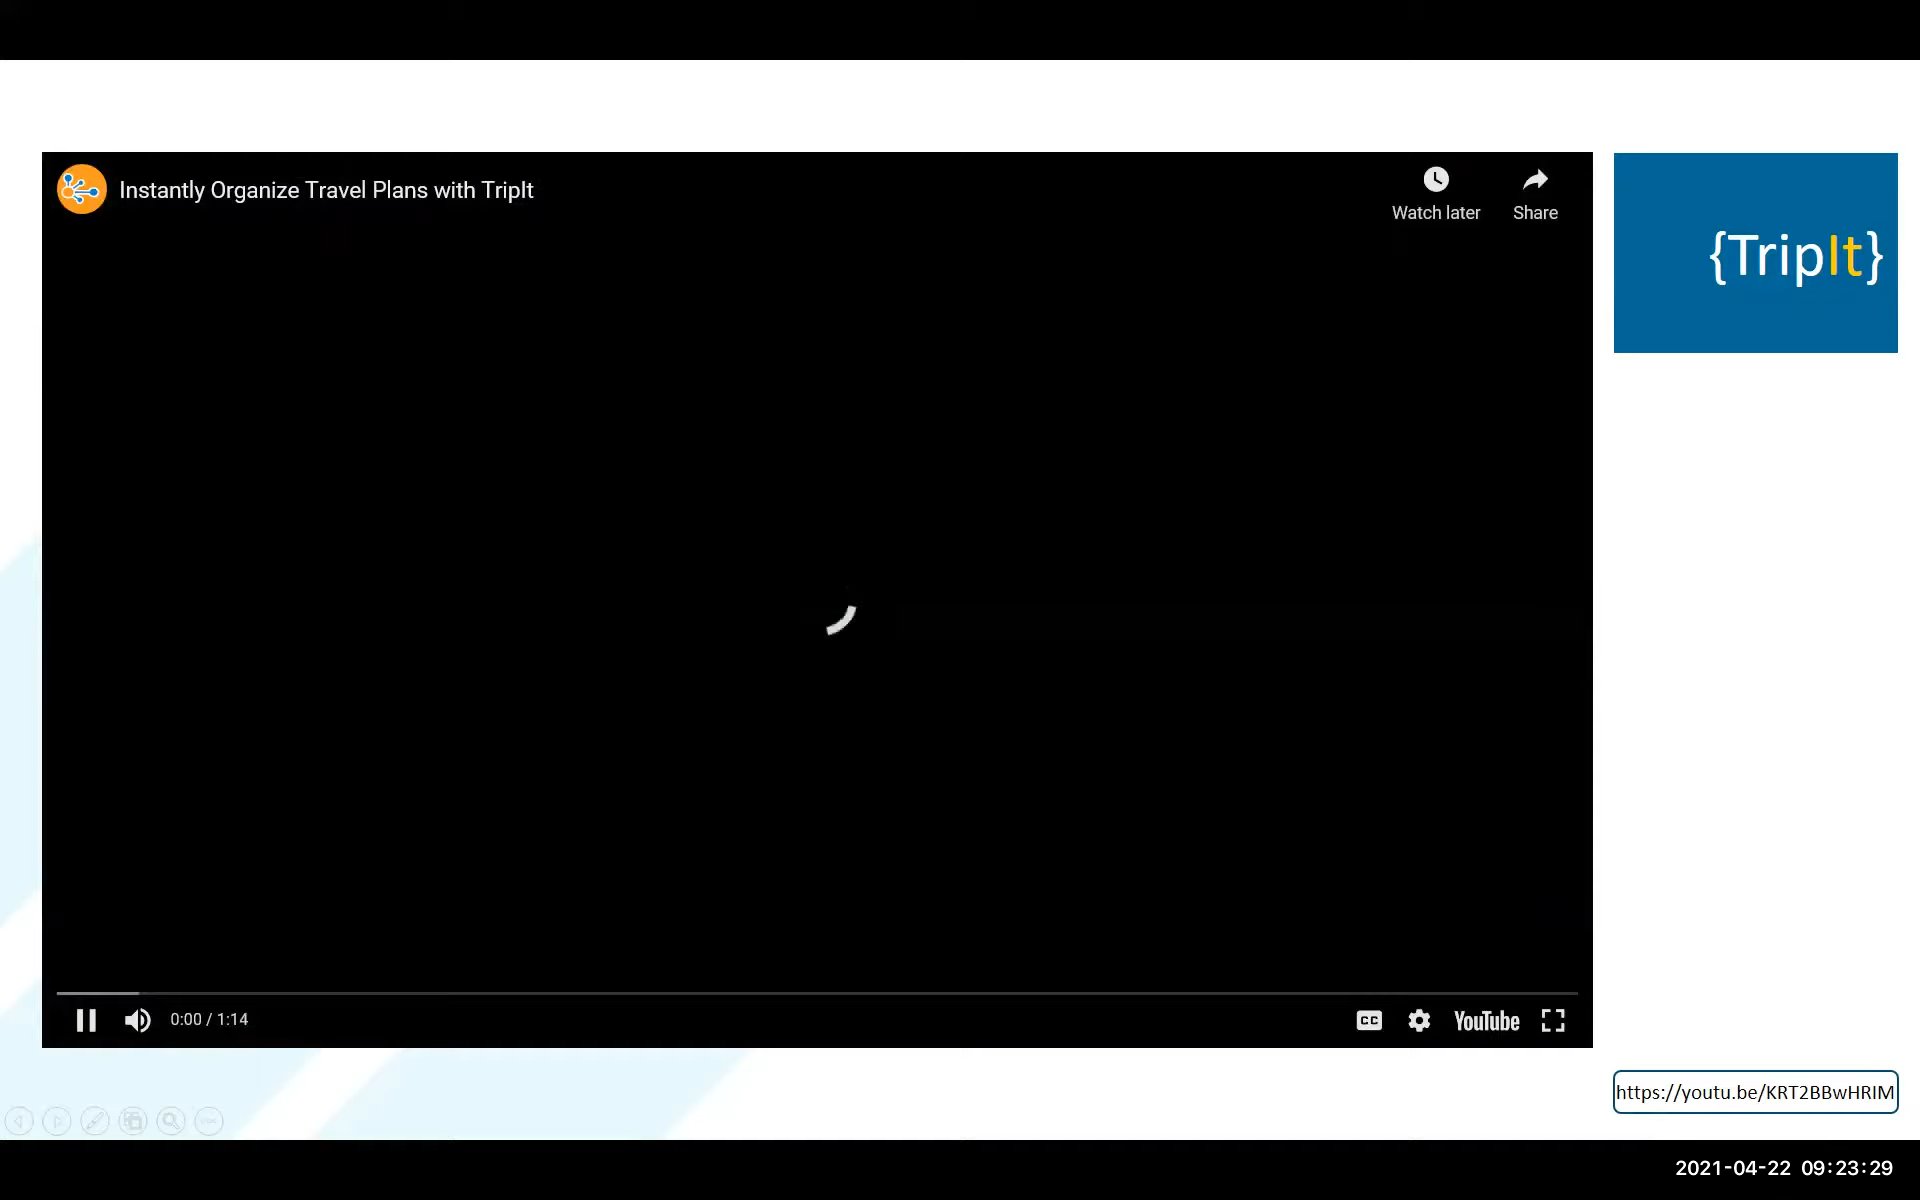 Instantly Organize Travel Plans with TripIt
Watch later
Share
{TripIt}
0:00 / 1:14
CC
YouTube
https://youtu.be/KRT2BBwHRIM
2021-04-22 09:23:29